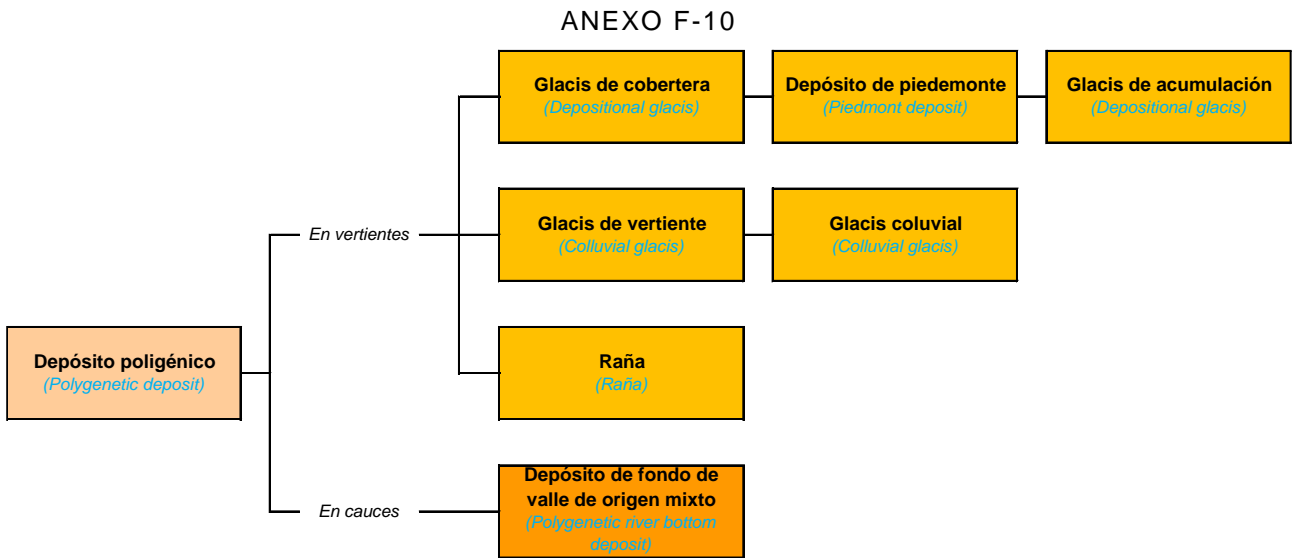 ANEXO F-10
Glacis de cobertera
(Depositional glacis)
Depósito de piedemonte
(Piedmont deposit)
Glacis de acumulación
(Depositional glacis)
En vertientes
Glacis de vertiente
(Colluvial glacis)
Glacis coluvial
(Colluvial glacis)
Depósito poligénico
(Polygenetic deposit)
Raña
(Raña)
En cauces
Depósito de fondo de
valle de origen mixto
(Polygenetic river bottom
deposit)